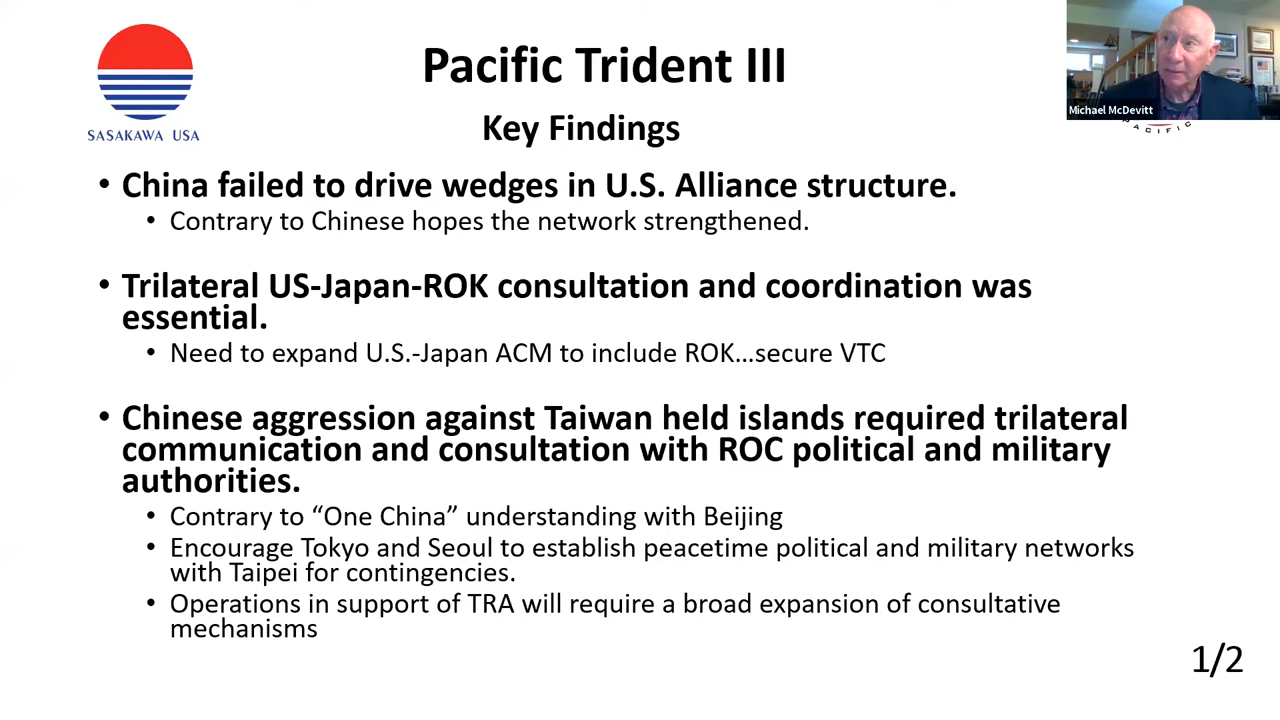 Pacific Trident III
SASAKAWA USA
Michael McDevitt
PACIFIC
Key Findings
• China failed to drive wedges in U.S. Alliance structure.
• Contrary to Chinese hopes the network strengthened.
• Trilateral US-Japan-ROK consultation and coordination was
essential.
• Need to expand U.S.-Japan ACM to include ROK...secure VTC
• Chinese aggression against Taiwan held islands required trilateral
communication and consultation with ROC political and military
authorities.
• Contrary to “One China” understanding with Beijing
• Encourage Tokyo and Seoul to establish peacetime political and military networks
with Taipei for contingencies.
• Operations in support of TRA will require a broad expansion of consultative
mechanisms
1/2